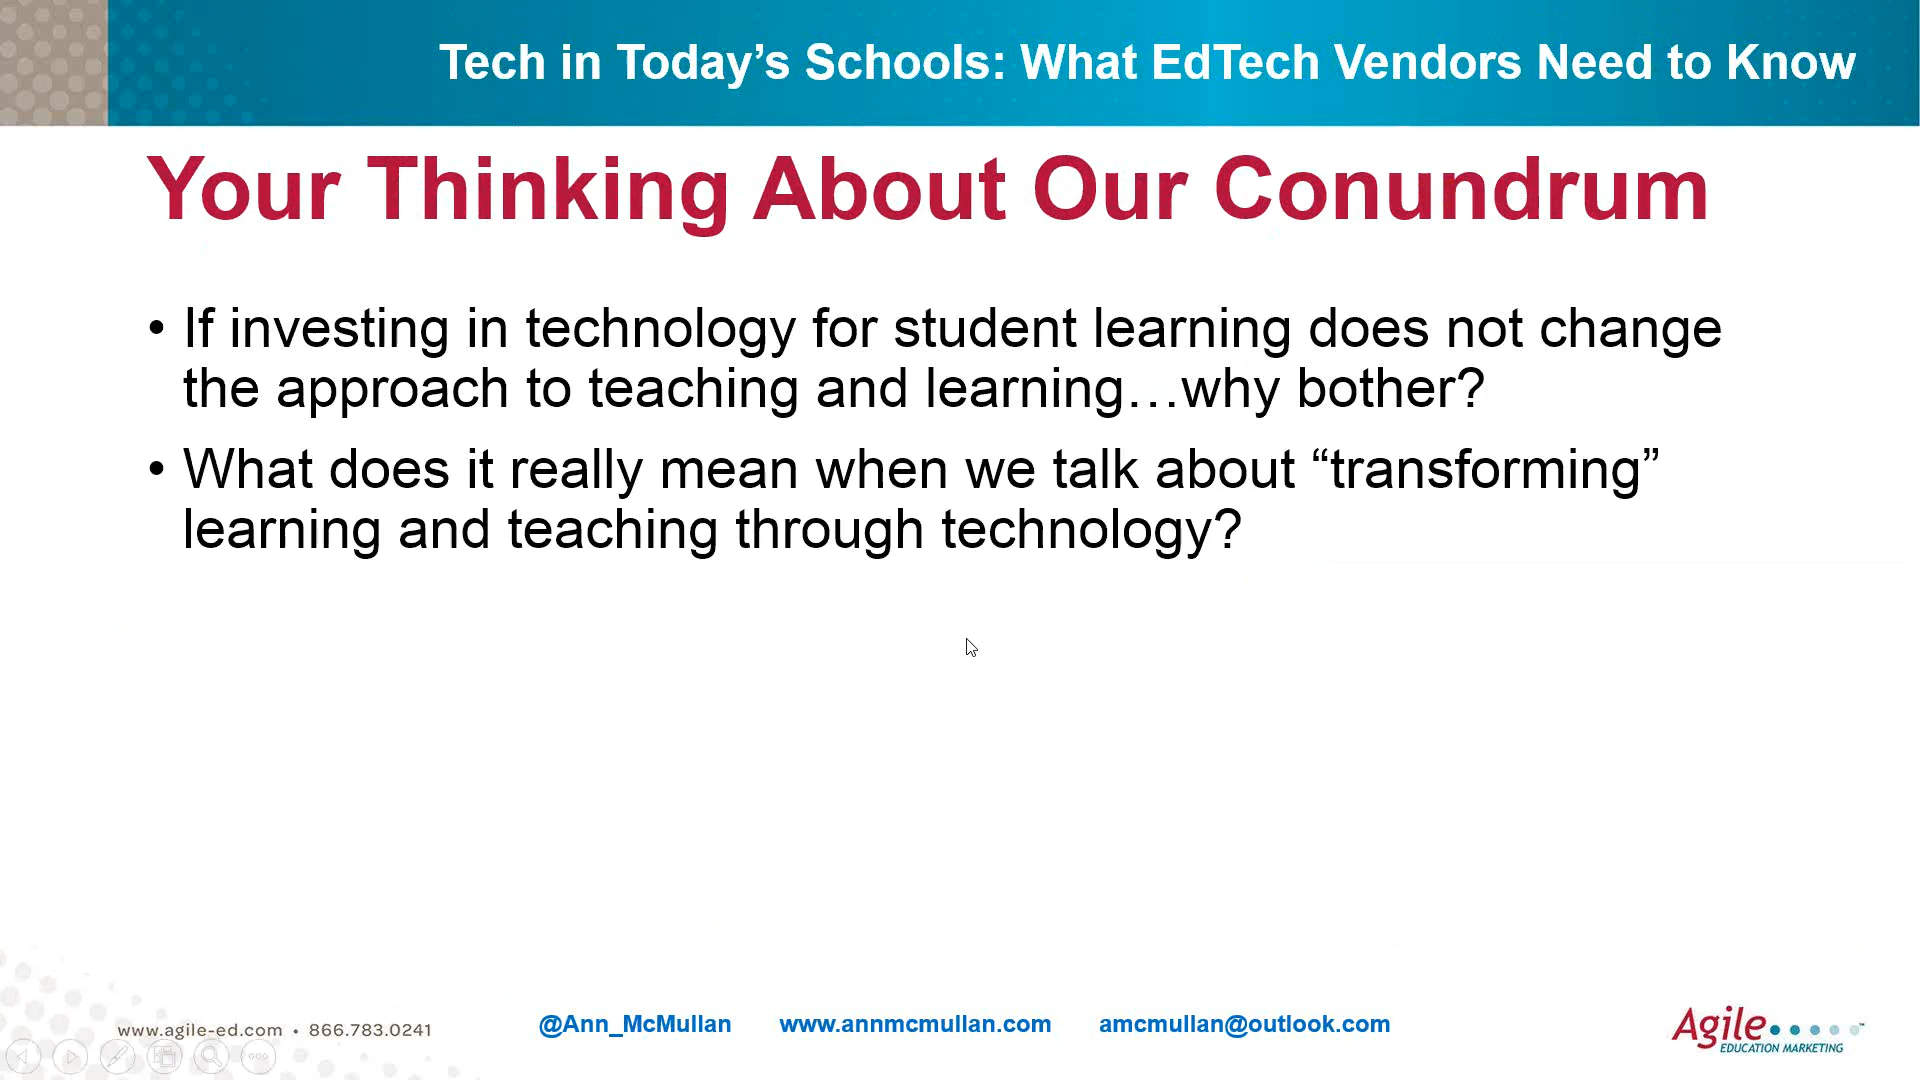 Tech in Today’s Schools: What EdTech Vendors Need to Know
Your Thinking About Our Conundrum
• If investing in technology for student learning does not change
the approach to teaching and learning…why bother?
• What does it really mean when we talk about “transforming”
learning and teaching through technology?
www.agile-ed.com • 866.783.0241
@Ann_McMullan www.annmcmullan.com amcmullan@outlook.com
Agile
EDUCATION MARKETING